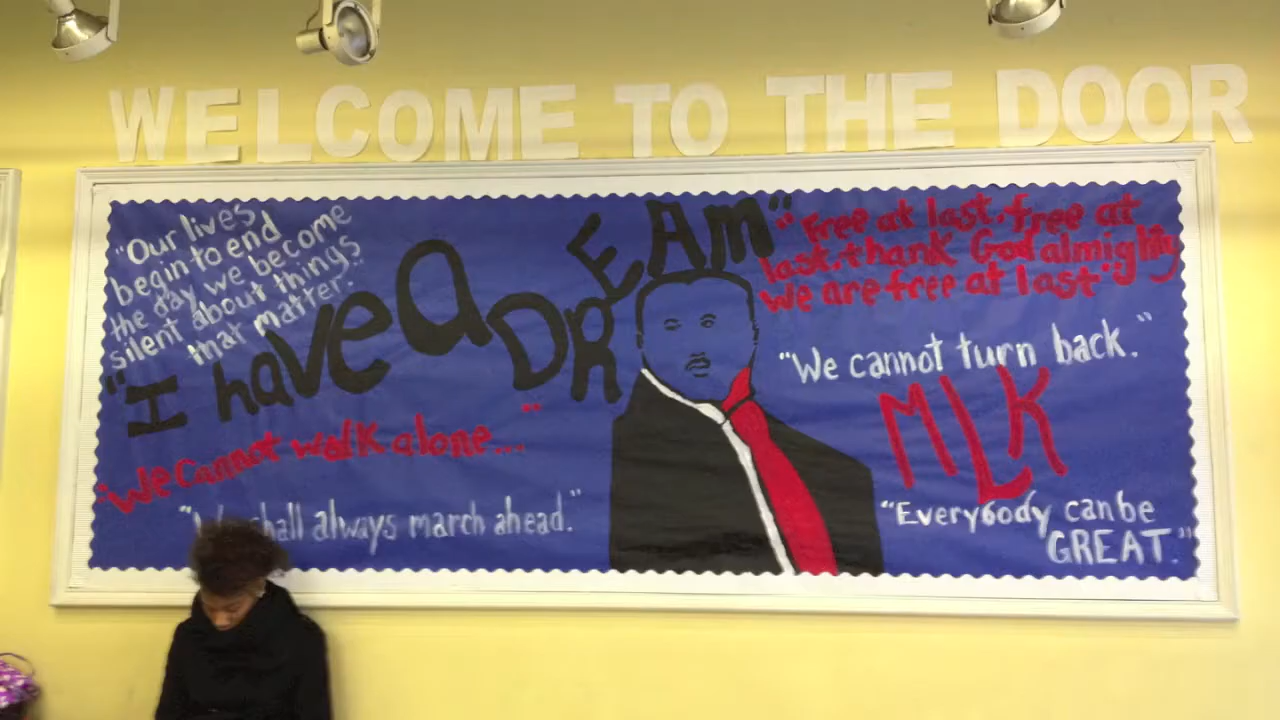 WELCOME TO THE DOOR
"Our lives
begin to end
the day we become
silent about things
that matter."
"I have a DREAM"
"Free at last, free at
last, thank God almighty
we are free at last"
"We cannot turn back."
MLK
"We Cannot walk alone..."
shall always march ahead."
"Everybody can be
GREAT."